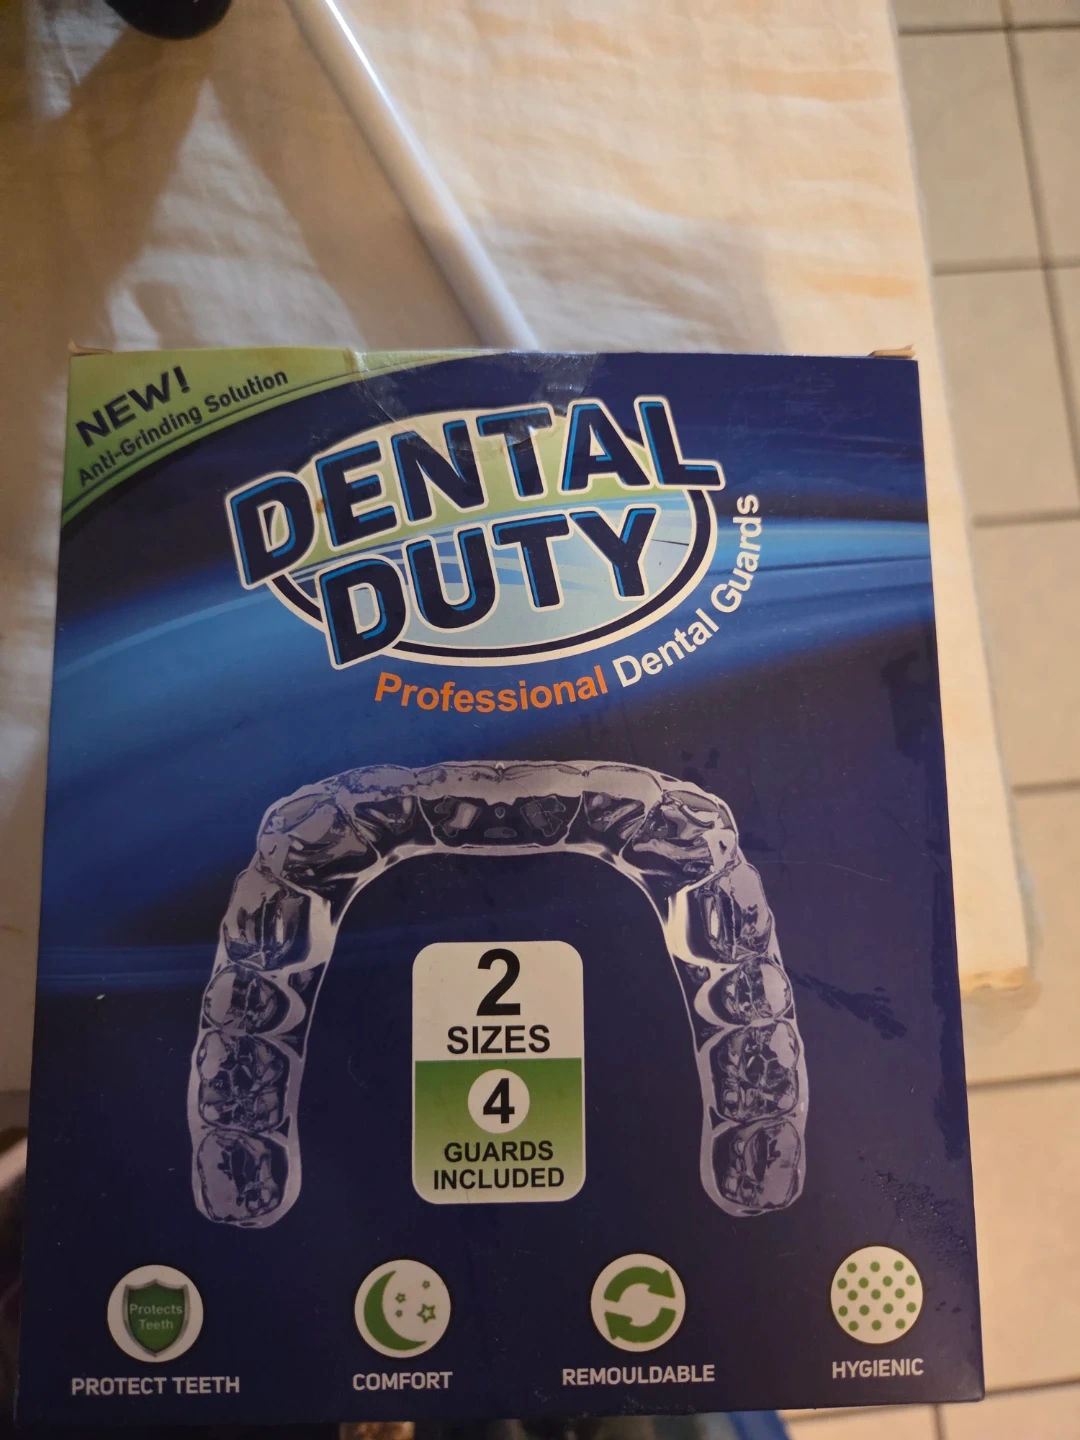 NEW!
Anti-Grinding Solution
DENTAL
DUTY
Professional Dental Guards
2
SIZES
4
GUARDS
INCLUDED
Protects
Teeth
PROTECT TEETH
COMFORT
REMOULDABLE
HYGIENIC